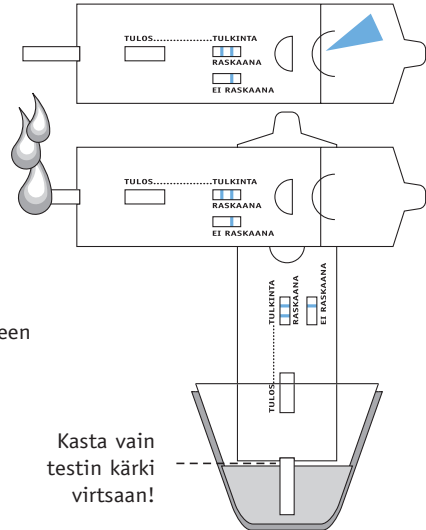 TULOS..................TULKINTA
RASKAANA
EI RASKAANA
TULOS..................TULKINTA
RASKAANA
EI RASKAANA
TULOS..................TULKINTA
RASKAANA
EI RASKAANA
een
Kasta vain
testin kärki
virtsaan!